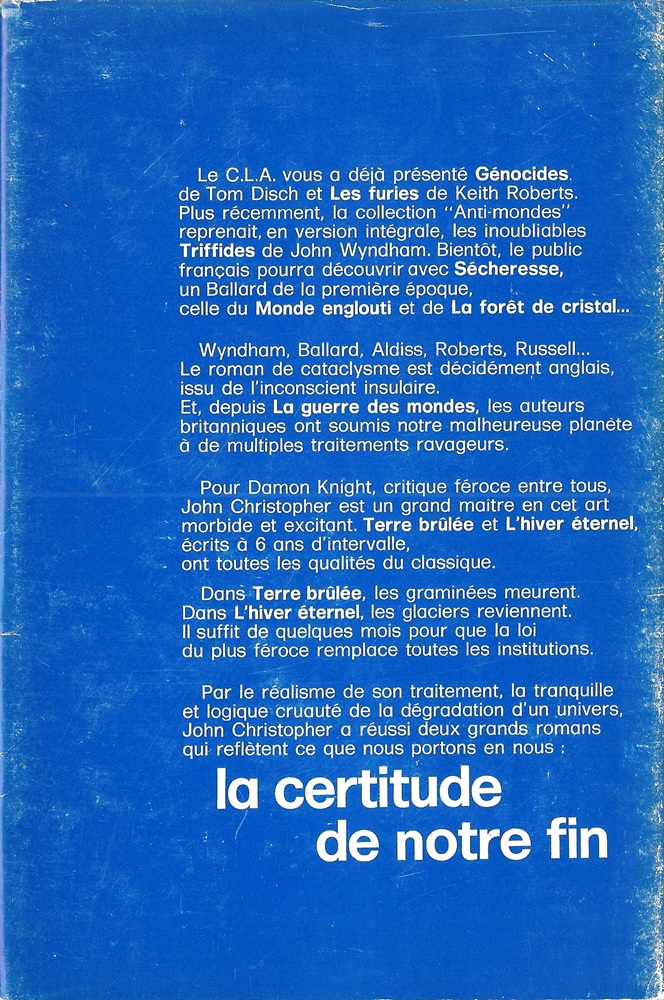 Le C.L.A. vous a déjà présenté Génocides
de Tom Disch et Les furies de Keith Roberts.
Plus récemment, la collection "Anti-mondes"
reprenait, en version intégrale, les inoubliables
Triffides de John Wyndham. Bientôt, le public
français pourra découvrir avec Sécheresse,
un Ballard de la première époque,
celle du Monde englouti et de La forêt de cristal...
Wyndham, Ballard, Aldiss, Roberts, Russell...
Le roman de cataclysme est décidément anglais,
issu de l'inconscient insulaire.
Et, depuis La guerre des mondes, les auteurs
britanniques ont soumis notre malheureuse planète
à de multiples traitements ravageurs.
Pour Damon Knight, critique féroce entre tous,
John Christopher est un grand maitre en cet art
morbide et excitant. Terre brûlée et L'hiver éternel,
écrits à 6 ans d'intervalle,
ont toutes les qualités du classique.
Dans Terre brûlée, les graminées meurent.
Dans L'hiver éternel, les glaciers reviennent.
Il suffit de quelques mois pour que la loi
du plus féroce remplace toutes les institutions.
Par le réalisme de son traitement, la tranquille
et logique cruauté de la dégradation d'un univers,
John Christopher a réussi deux grands romans
qui reflètent ce que nous portons en nous :
la certitude
de notre fin